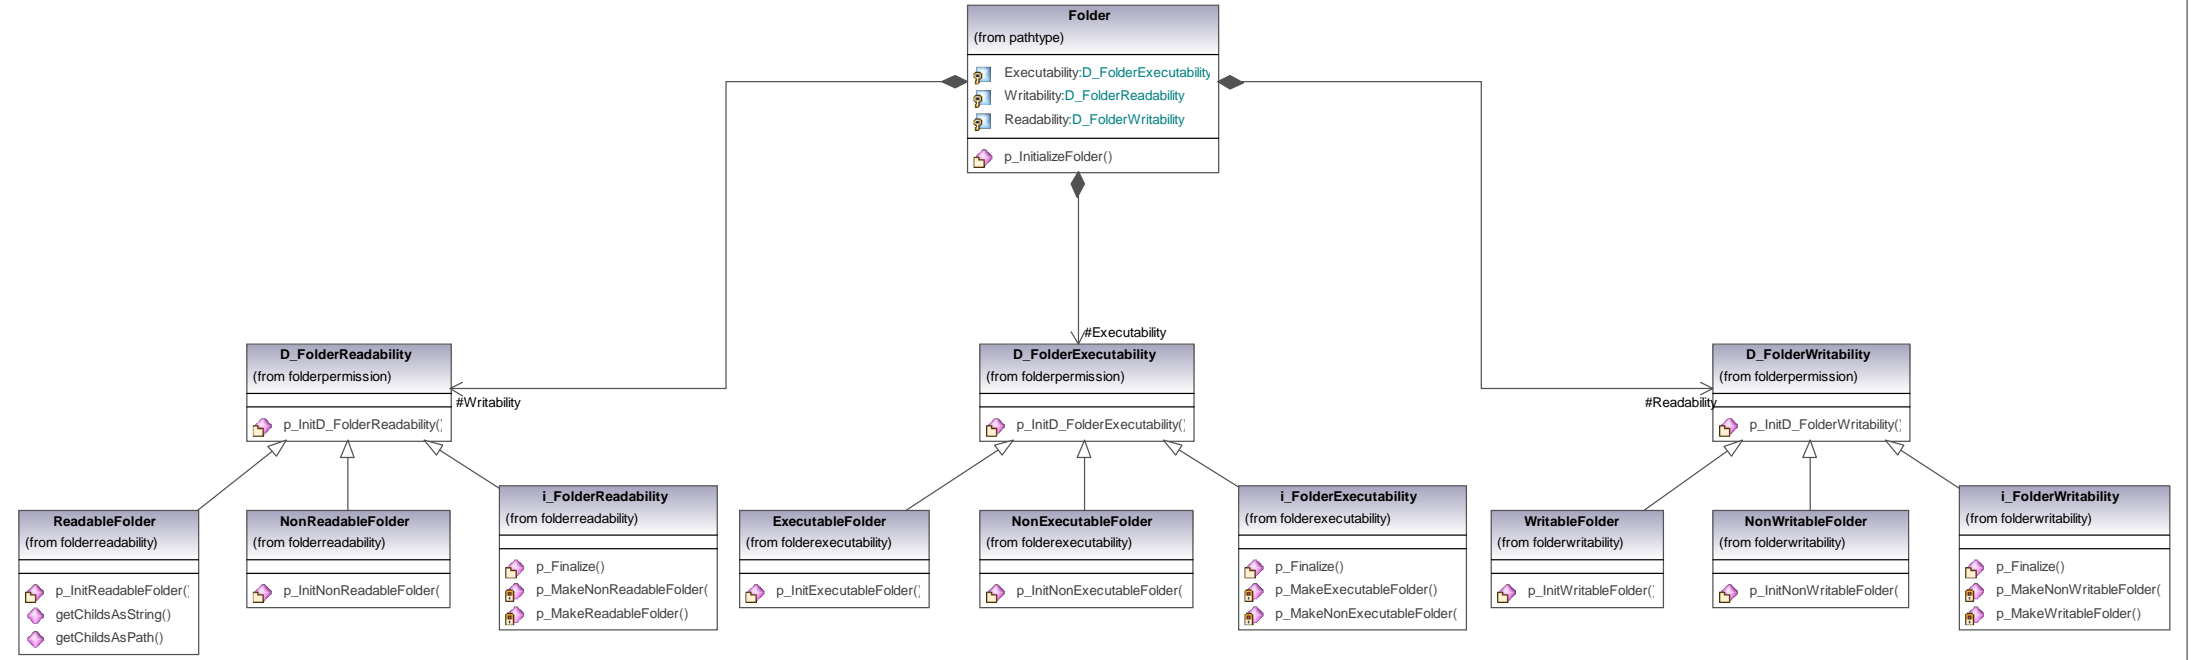 Folder
(from pathtype)
Executability:D_FolderExecutability
Writability:D_FolderReadability
Readability:D_FolderWritability
p_InitializeFolder()
#Executability
#Writability
#Readability
D_FolderReadability
(from folderpermission)
p_InitD_FolderReadability()
D_FolderExecutability
(from folderpermission)
p_InitD_FolderExecutability()
D_FolderWritability
(from folderpermission)
p_InitD_FolderWritability()
ReadableFolder
(from folderreadability)
p_InitReadableFolder()
getChildsAsString()
getChildsAsPath()
NonReadableFolder
(from folderreadability)
p_InitNonReadableFolder(
i_FolderReadability
(from folderreadability)
p_Finalize()
p_MakeNonReadableFolder(
p_MakeReadableFolder()
ExecutableFolder
(from folderexecutability)
p_InitExecutableFolder()
NonExecutableFolder
(from folderexecutability)
p_InitNonExecutableFolder(
i_FolderExecutability
(from folderexecutability)
p_Finalize()
p_MakeExecutableFolder()
p_MakeNonExecutableFolder(
WritableFolder
(from folderwritability)
p_InitWritableFolder()
NonWritableFolder
(from folderwritability)
p_InitNonWritableFolder(
i_FolderWritability
(from folderwritability)
p_Finalize()
p_MakeNonWritableFolder(
p_MakeWritableFolder()